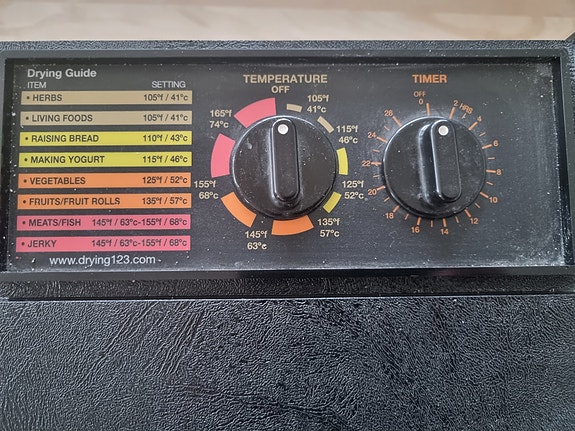 Drying Guide
ITEM SETTING
• HERBS 105°f / 41°c
• LIVING FOODS 105°f / 41°c
• RAISING BREAD 110°f / 43°c
• MAKING YOGURT 115°f / 46°c
• VEGETABLES 125°f / 52°c
• FRUITS/FRUIT ROLLS 135°f / 57°c
• MEATS/FISH 145°f / 63°c-155°f / 68°c
• JERKY 145°f / 63°c-155°f / 68°c
www.drying123.com
TEMPERATURE
OFF
105°f
41°c
115°f
46°c
125°f
52°c
135°f
57°c
145°f
63°c
155°f
68°c
165°f
74°c
TIMER
OFF
0
2 HRS
4
6
8
10
12
14
16
18
20
22
24
26